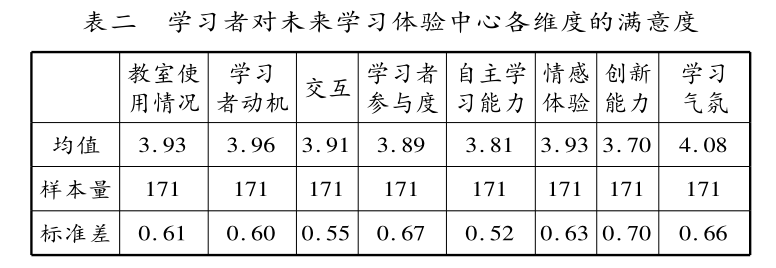 表二 学习者对未来学习体验中心各维度的满意度
教室使 学习 交互 学习者 自主学 情感 创新 学习
用情况 者动机 参与度 习能力 体验 能力 气氛
均值 3.93 3.96 3.91 3.89 3.81 3.93 3.70 4.08
样本量 171 171 171 171 171 171 171 171
标准差 0.61 0.60 0.55 0.67 0.52 0.63 0.70 0.66